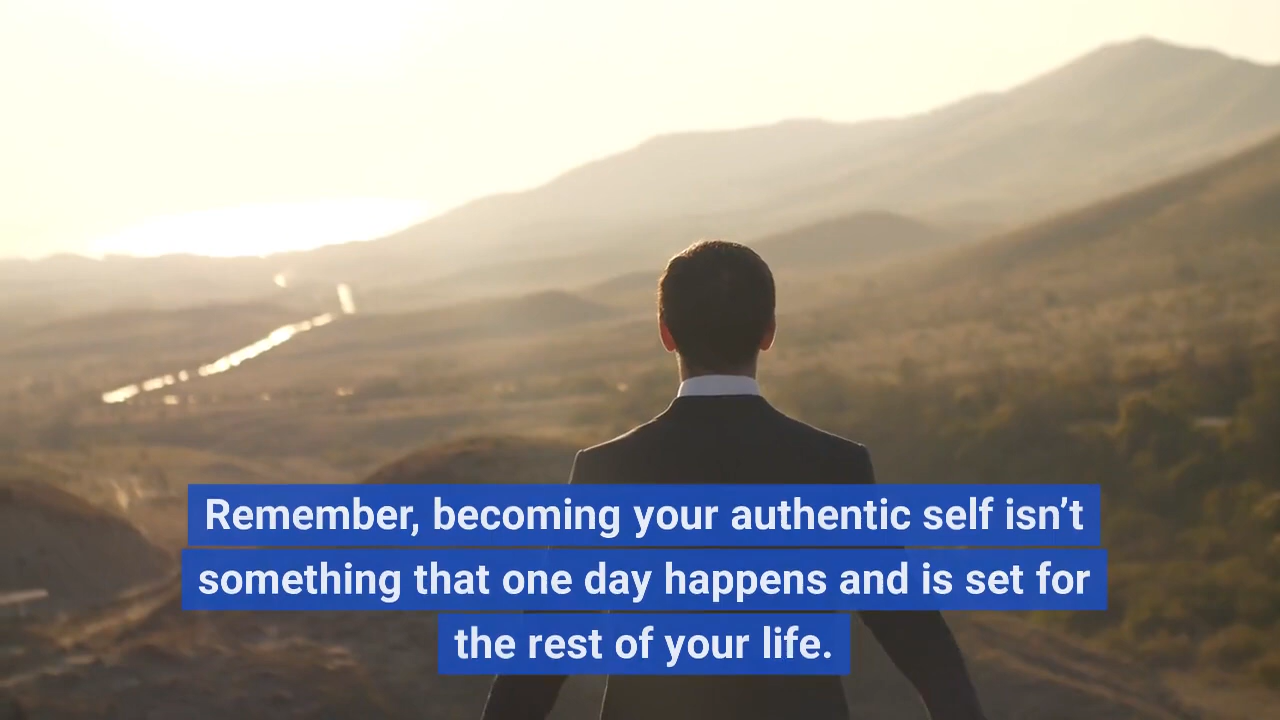 Remember, becoming your authentic self isn’t
something that one day happens and is set for
the rest of your life.